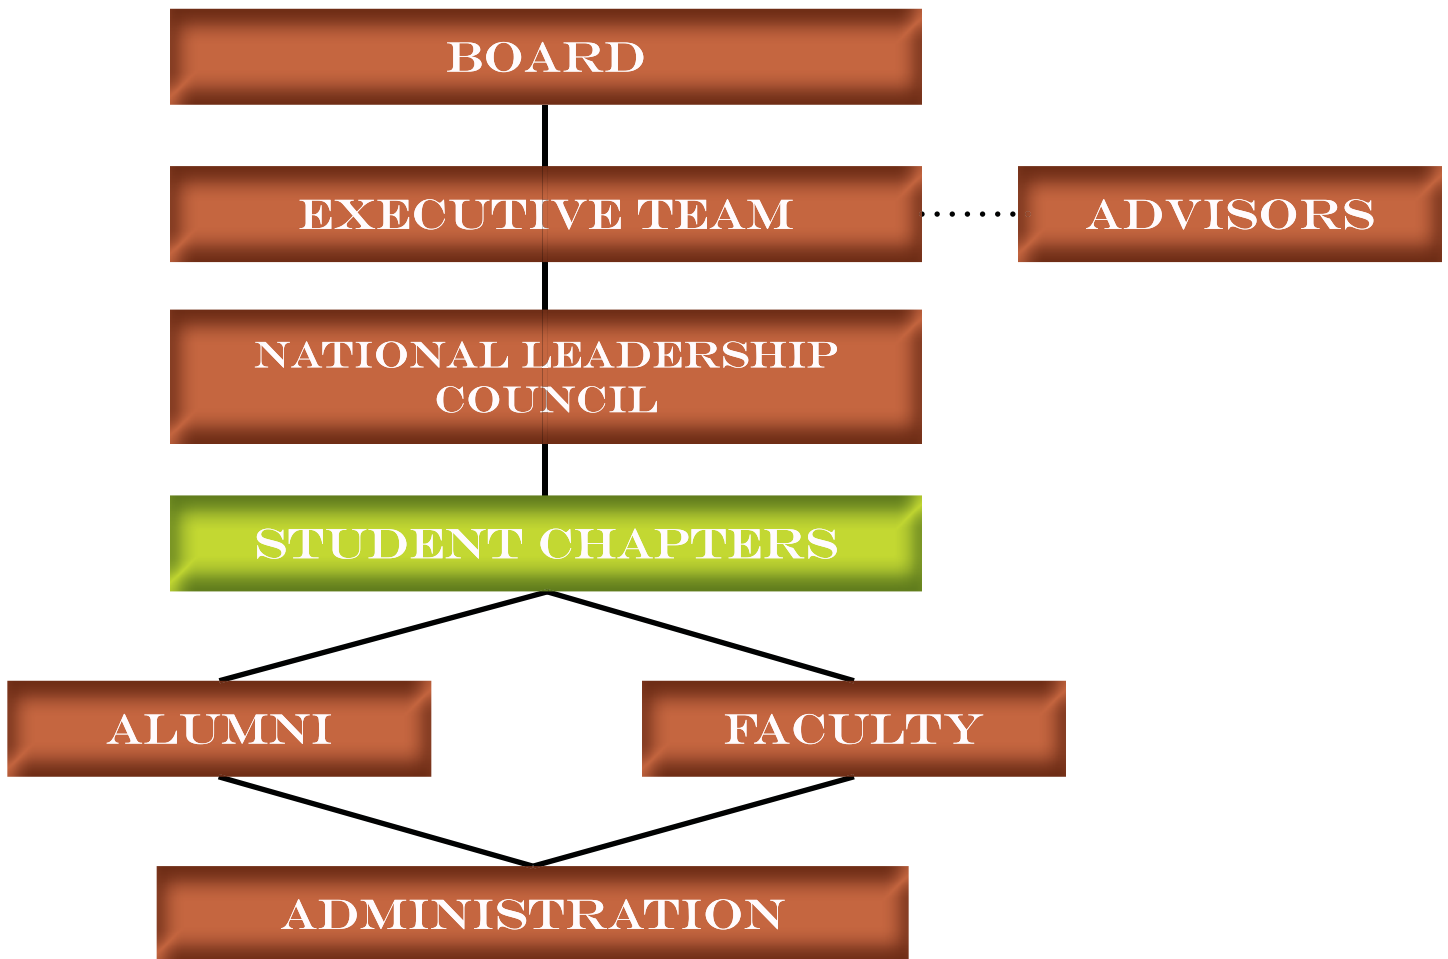 BOARD
EXECUTIVE TEAM
ADVISORS
NATIONAL LEADERSHIP
COUNCIL
STUDENT CHAPTERS
ALUMNI
FACULTY
ADMINISTRATION